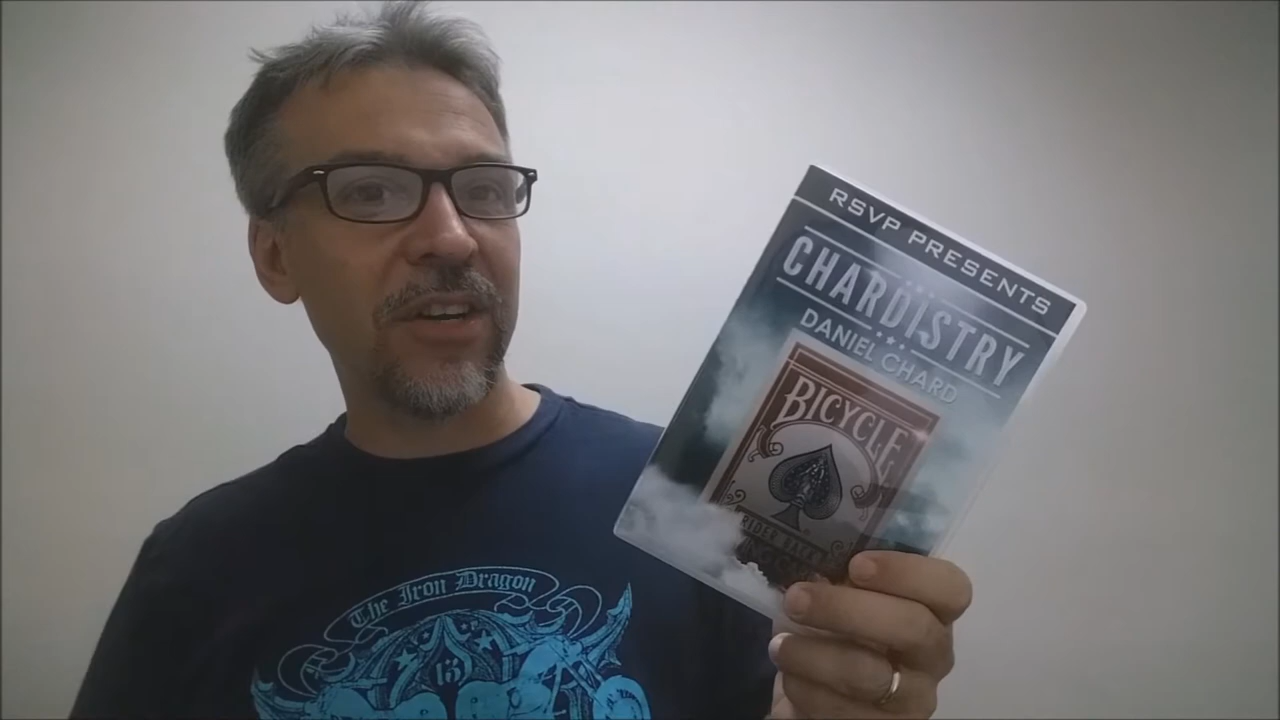 RSVP PRESENTS
CHARDISTRY
DANIEL CHARD
BICYCLE
RIDER BACK
The Iron Dragon
13